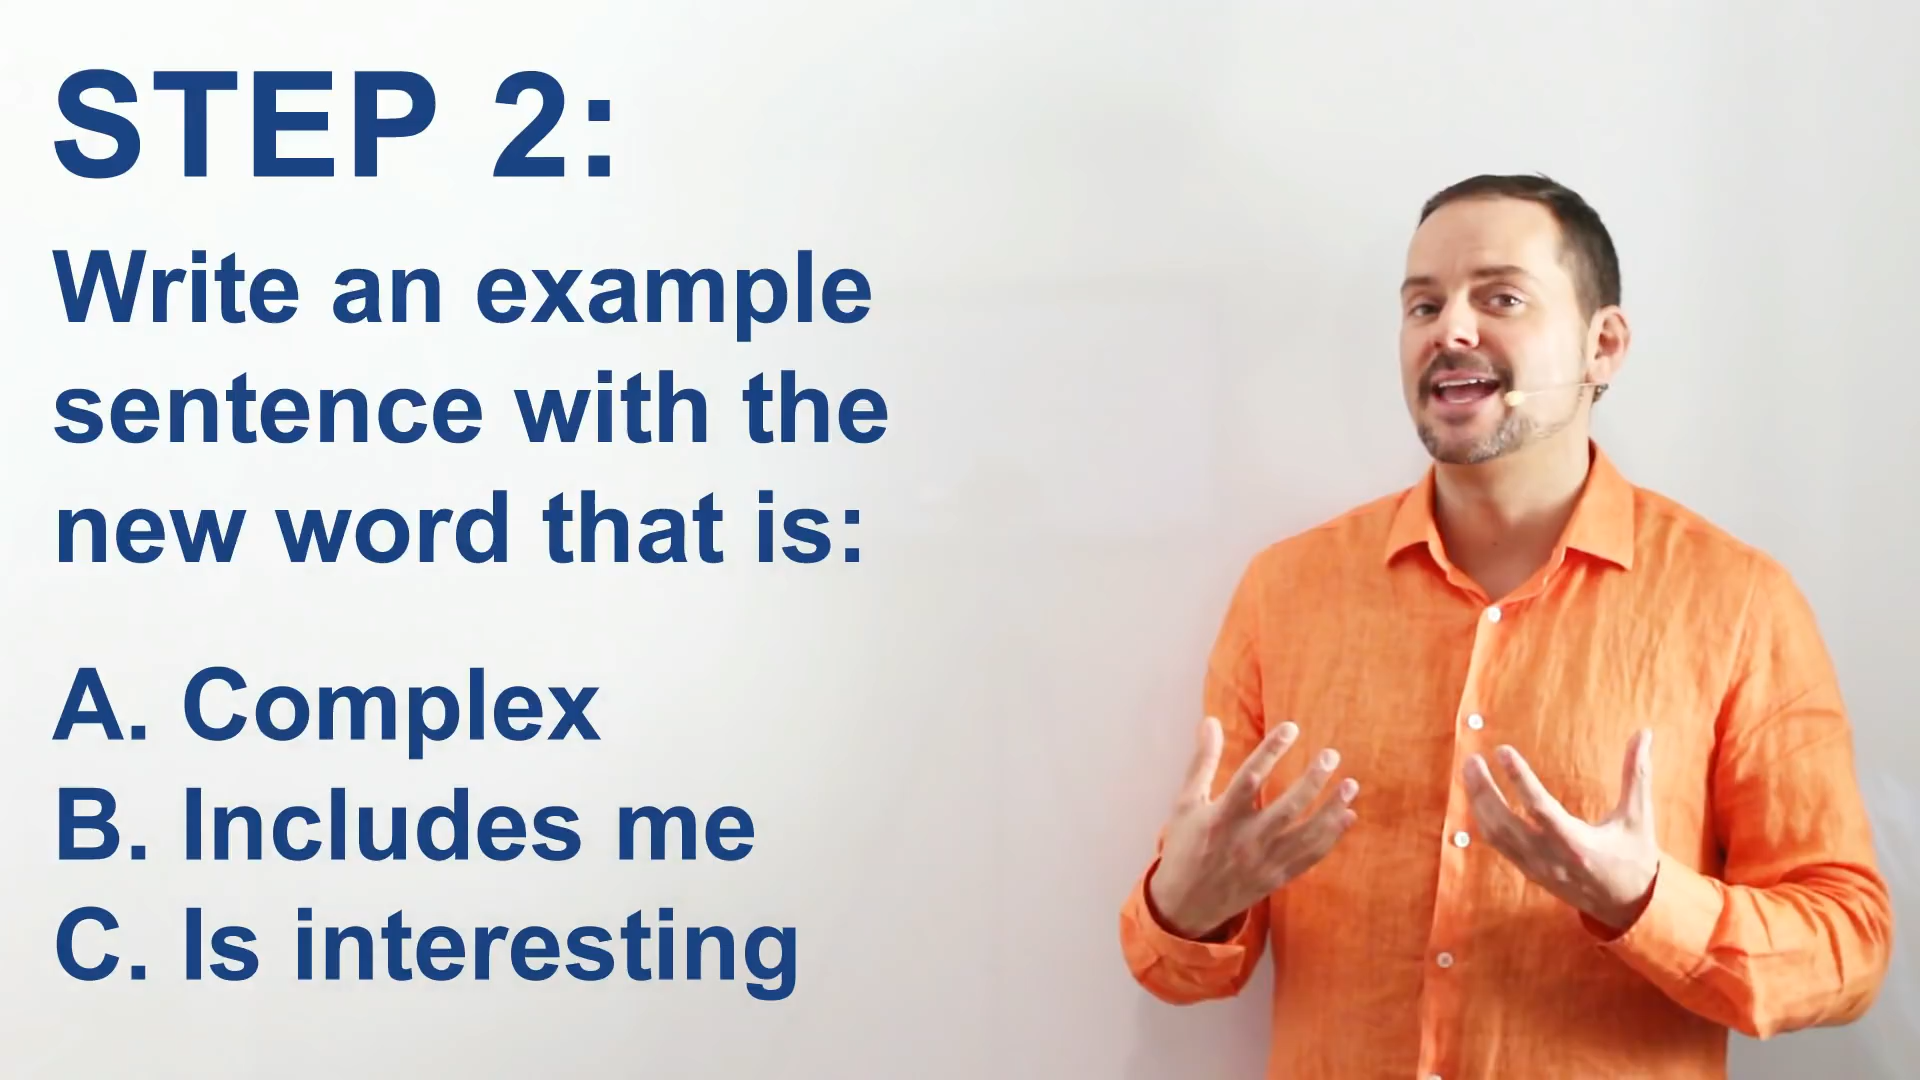 STEP 2:
Write an example
sentence with the
new word that is:
A. Complex
B. Includes me
C. Is interesting